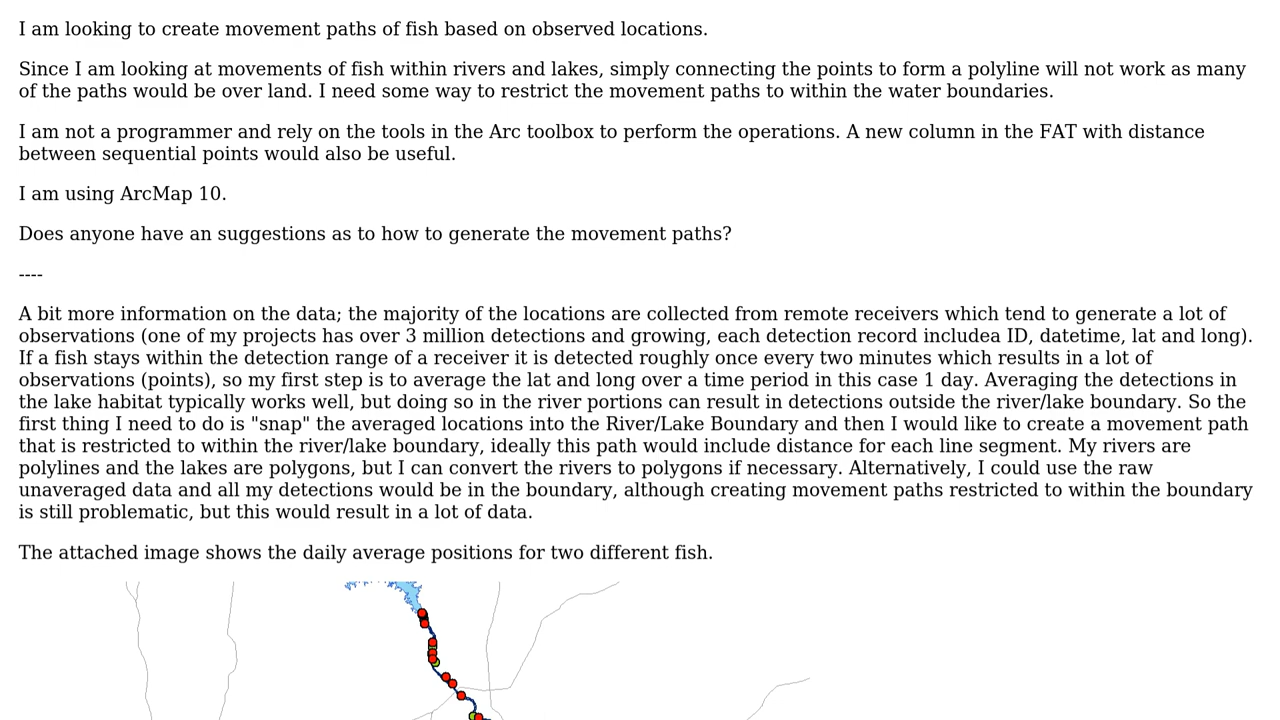 I am looking to create movement paths of fish based on observed locations.
Since I am looking at movements of fish within rivers and lakes, simply connecting the points to form a polyline will not work as many
of the paths would be over land. I need some way to restrict the movement paths to within the water boundaries.
I am not a programmer and rely on the tools in the Arc toolbox to perform the operations. A new column in the FAT with distance
between sequential points would also be useful.
I am using ArcMap 10.
Does anyone have an suggestions as to how to generate the movement paths?
----
A bit more information on the data; the majority of the locations are collected from remote receivers which tend to generate a lot of
observations (one of my projects has over 3 million detections and growing, each detection record includea ID, datetime, lat and long).
If a fish stays within the detection range of a receiver it is detected roughly once every two minutes which results in a lot of
observations (points), so my first step is to average the lat and long over a time period in this case 1 day. Averaging the detections in
the lake habitat typically works well, but doing so in the river portions can result in detections outside the river/lake boundary. So the
first thing I need to do is "snap" the averaged locations into the River/Lake Boundary and then I would like to create a movement path
that is restricted to within the river/lake boundary, ideally this path would include distance for each line segment. My rivers are
polylines and the lakes are polygons, but I can convert the rivers to polygons if necessary. Alternatively, I could use the raw
unaveraged data and all my detections would be in the boundary, although creating movement paths restricted to within the boundary
is still problematic, but this would result in a lot of data.
The attached image shows the daily average positions for two different fish.